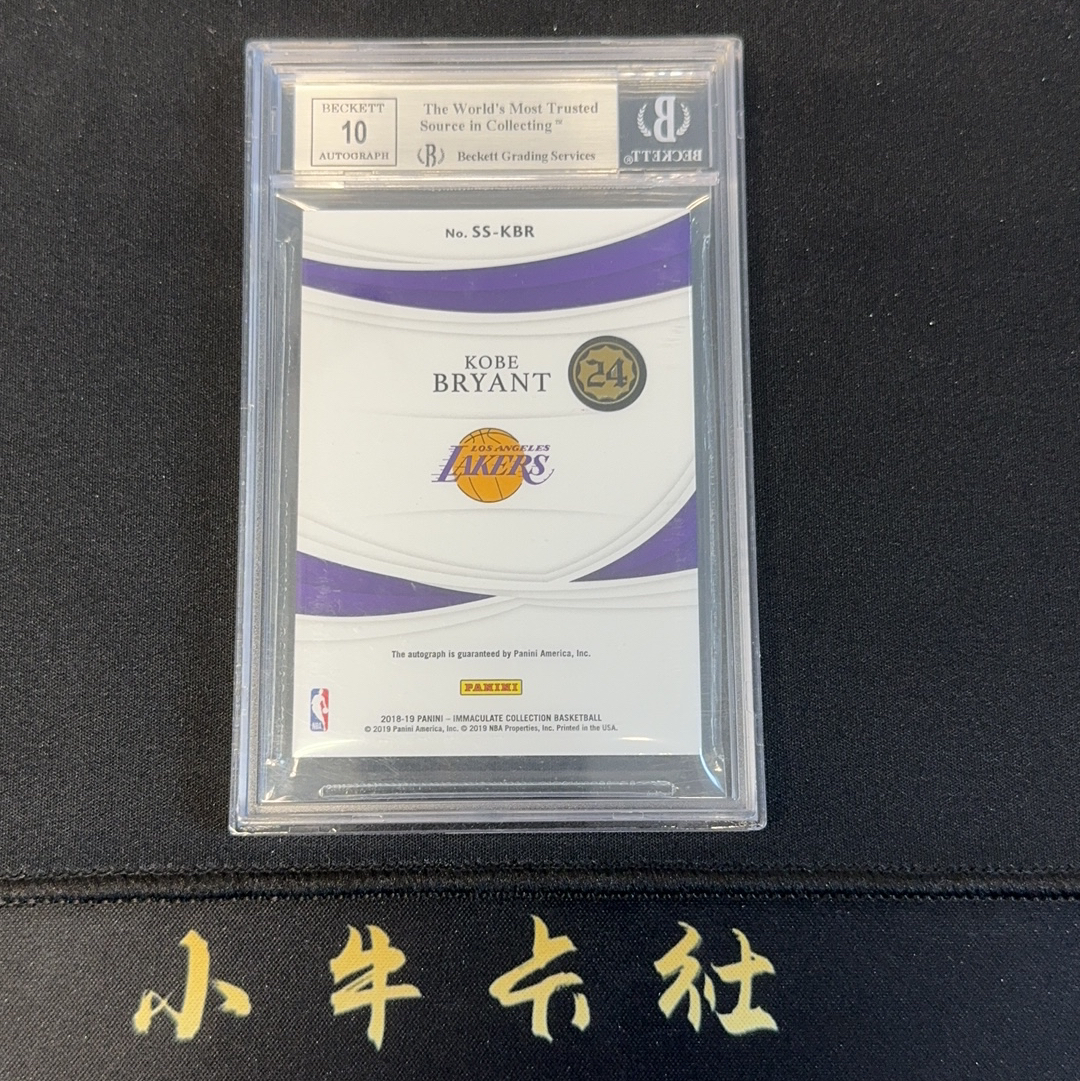 BECKETT
10
AUTOGRAPH
The World's Most Trusted
Source in Collecting™
Beckett Grading Services
B
BECKETT®
No. SS-KBR
KOBE
BRYANT
24
LOS ANGELES
LAKERS
The autograph is guaranteed by Panini America, Inc.
PANINI
NBA
2018-19 PANINI – IMMACULATE COLLECTION BASKETBALL
© 2019 Panini America, Inc. © 2019 NBA Properties, Inc. Printed in the USA.
小牛卡社